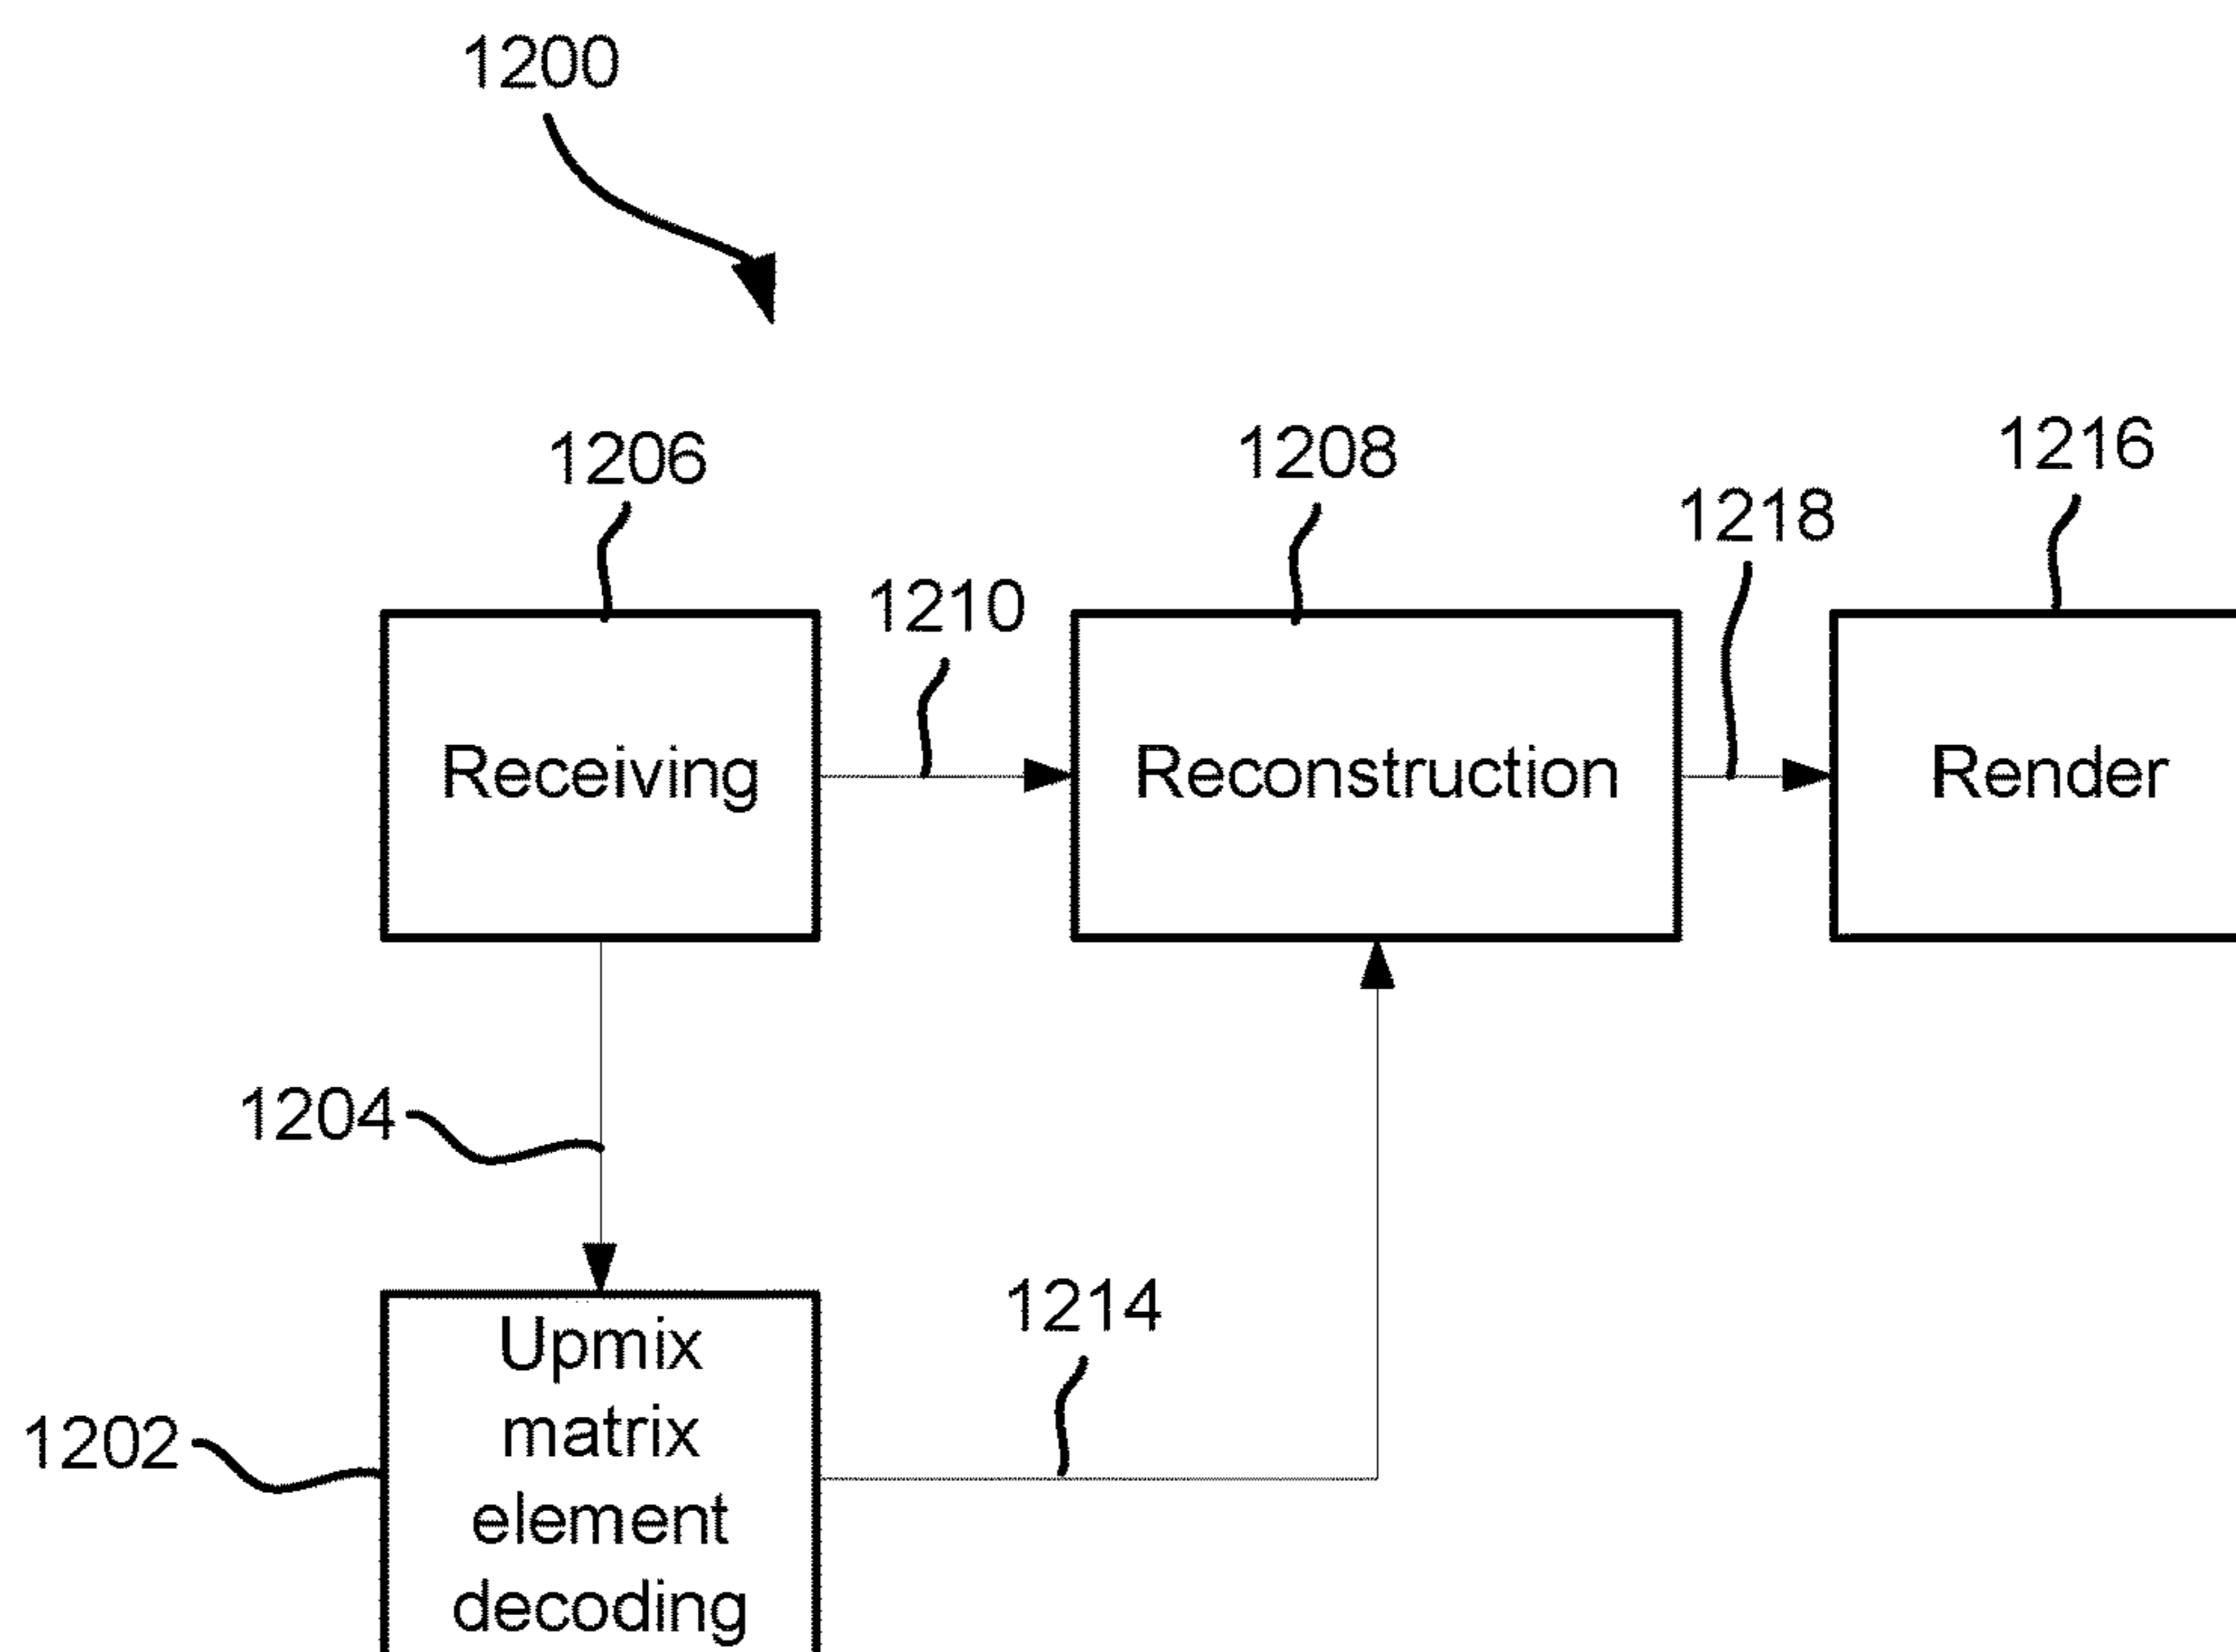 1200
1206
1208
1216
1218
1210
Receiving
Reconstruction
Render
1204
1214
1202
Upmix
matrix
element
decoding